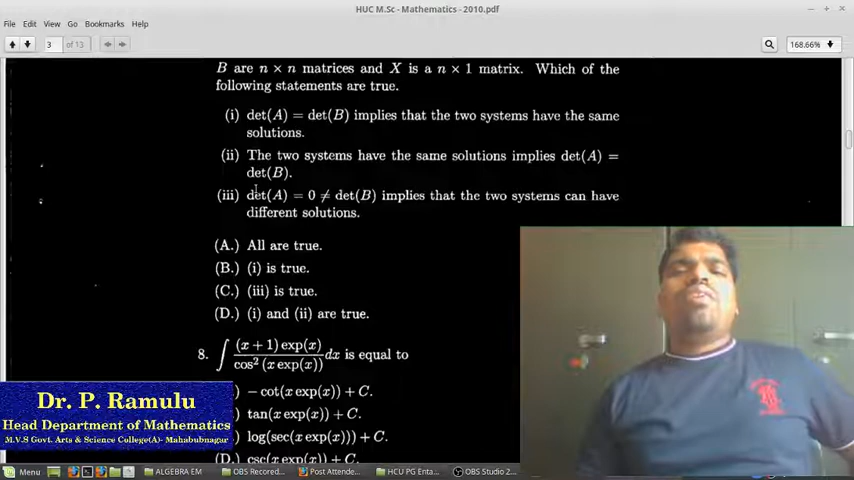 HUC M.Sc - Mathematics - 2010.pdf
File Edit View Go Bookmarks Help
3 of 13
168.66%
B are n × n matrices and X is a n × 1 matrix. Which of the
following statements are true.
(i) det(A) = det(B) implies that the two systems have the same
solutions.
(ii) The two systems have the same solutions implies det(A) =
det(B).
(iii) det(A) = 0 ≠ det(B) implies that the two systems can have
different solutions.
(A.) All are true.
(B.) (i) is true.
(C.) (iii) is true.
(D.) (i) and (ii) are true.
8. ∫ (x + 1) exp(x) / cos² (x exp(x)) dx is equal to
− cot(x exp(x)) + C.
tan(x exp(x)) + C.
log(sec(x exp(x))) + C.
(D.) csc(x exp(x)) + C.
Dr. P. Ramulu
Head Department of Mathematics
M.V.S Govt. Arts & Science College(A)- Mahabubnagar
Menu
ALGEBRA EM
OBS Recored...
Post Attende...
HCU PG Enta...
OBS Studio 2...